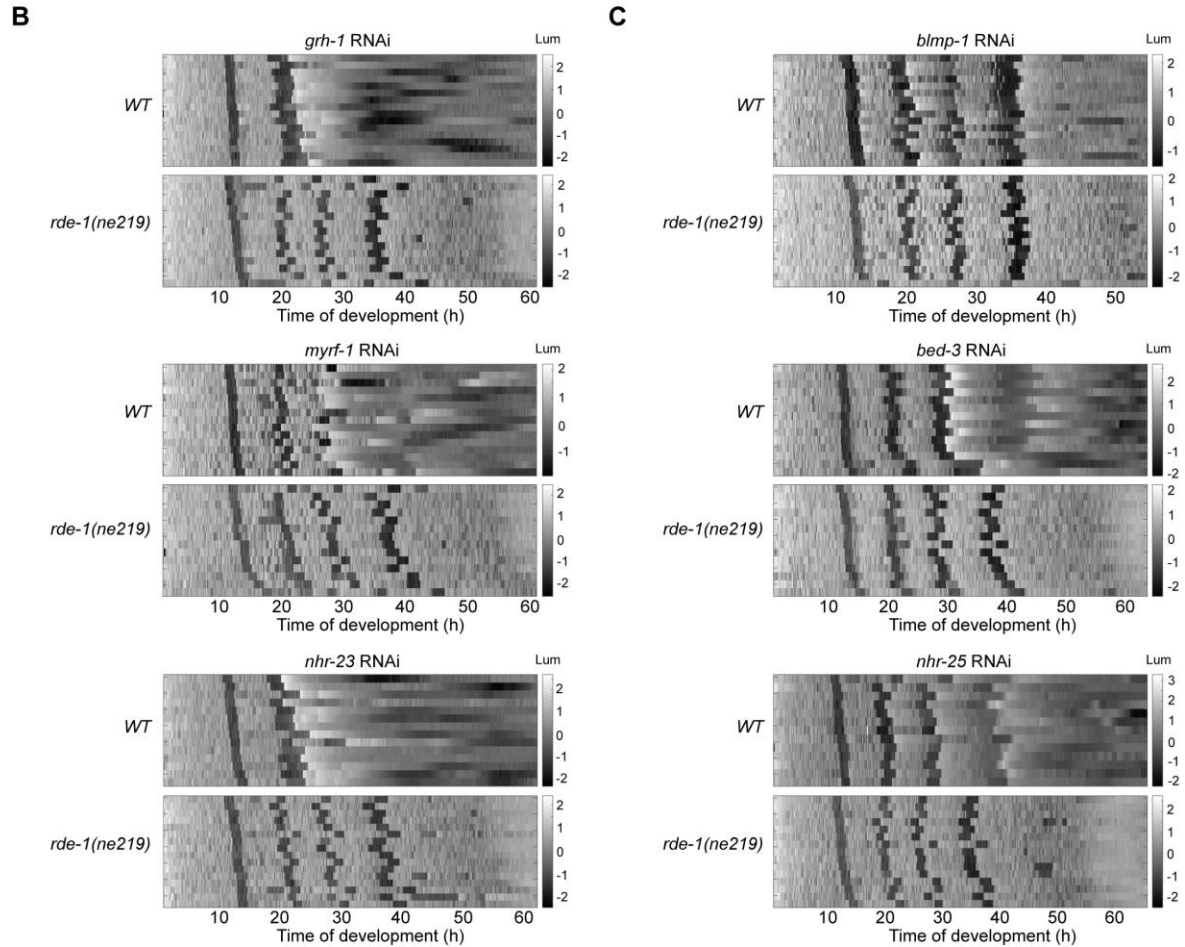 B
grh-1 RNAi
Lum
WT
2
1
0
-1
-2
rde-1(ne219)
2
1
0
-1
-2
10 20 30 40 50 60
Time of development (h)
myrf-1 RNAi
Lum
WT
2
1
0
-1
rde-1(ne219)
2
1
0
-1
-2
10 20 30 40 50 60
Time of development (h)
nhr-23 RNAi
Lum
WT
2
1
0
-1
-2
rde-1(ne219)
2
1
0
-1
-2
10 20 30 40 50 60
Time of development (h)
C
blmp-1 RNAi
Lum
WT
2
1
0
-1
rde-1(ne219)
2
1
0
-1
-2
10 20 30 40 50
Time of development (h)
bed-3 RNAi
Lum
WT
2
1
0
-1
-2
rde-1(ne219)
2
1
0
-1
-2
10 20 30 40 50 60
Time of development (h)
nhr-25 RNAi
Lum
WT
3
2
1
0
-1
-2
rde-1(ne219)
2
1
0
-1
-2
10 20 30 40 50 60
Time of development (h)